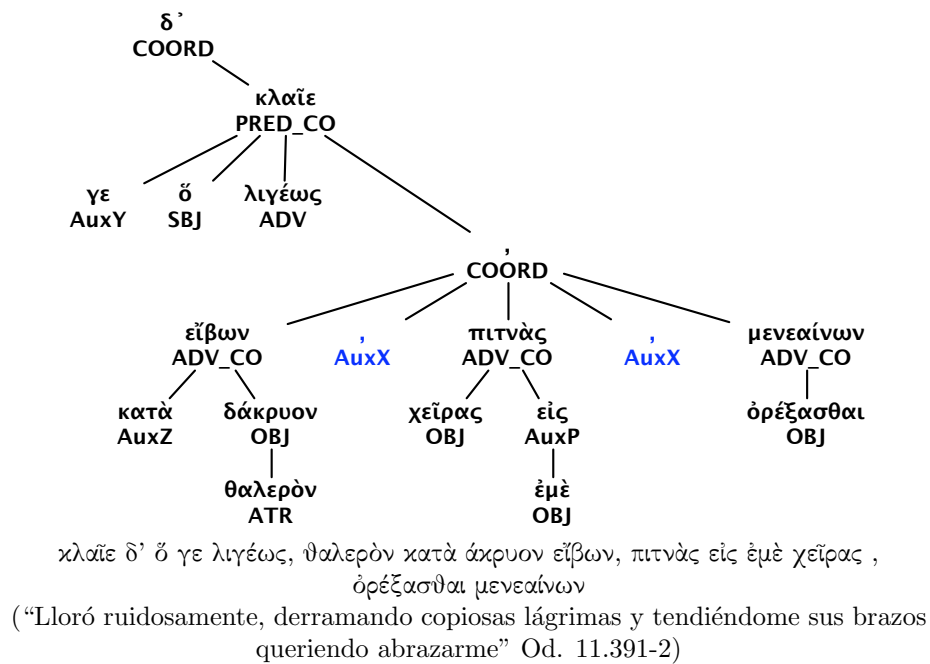 δ ̓
COORD
κλαῖε
PRED_CO
γε ὅ λιγέως
AuxY SBJ ADV
,
COORD
εἴβων , πιτνὰς , μενεαίνων
ADV_CO AuxX ADV_CO AuxX ADV_CO
κατὰ δάκρυον χεῖρας εἰς ὀρέξασθαι
AuxZ OBJ OBJ AuxP OBJ
θαλερὸν ἐμὲ
ATR OBJ
κλαῖε δ’ ὅ γε λιγέως, θαλερὸν κατὰ άκρυον εἴβων, πιτνὰς εἰς ἐμὲ χεῖρας ,
ὀρέξασθαι μενεαίνων
(“Lloró ruidosamente, derramando copiosas lágrimas y tendiéndome sus brazos
queriendo abrazarme” Od. 11.391-2)